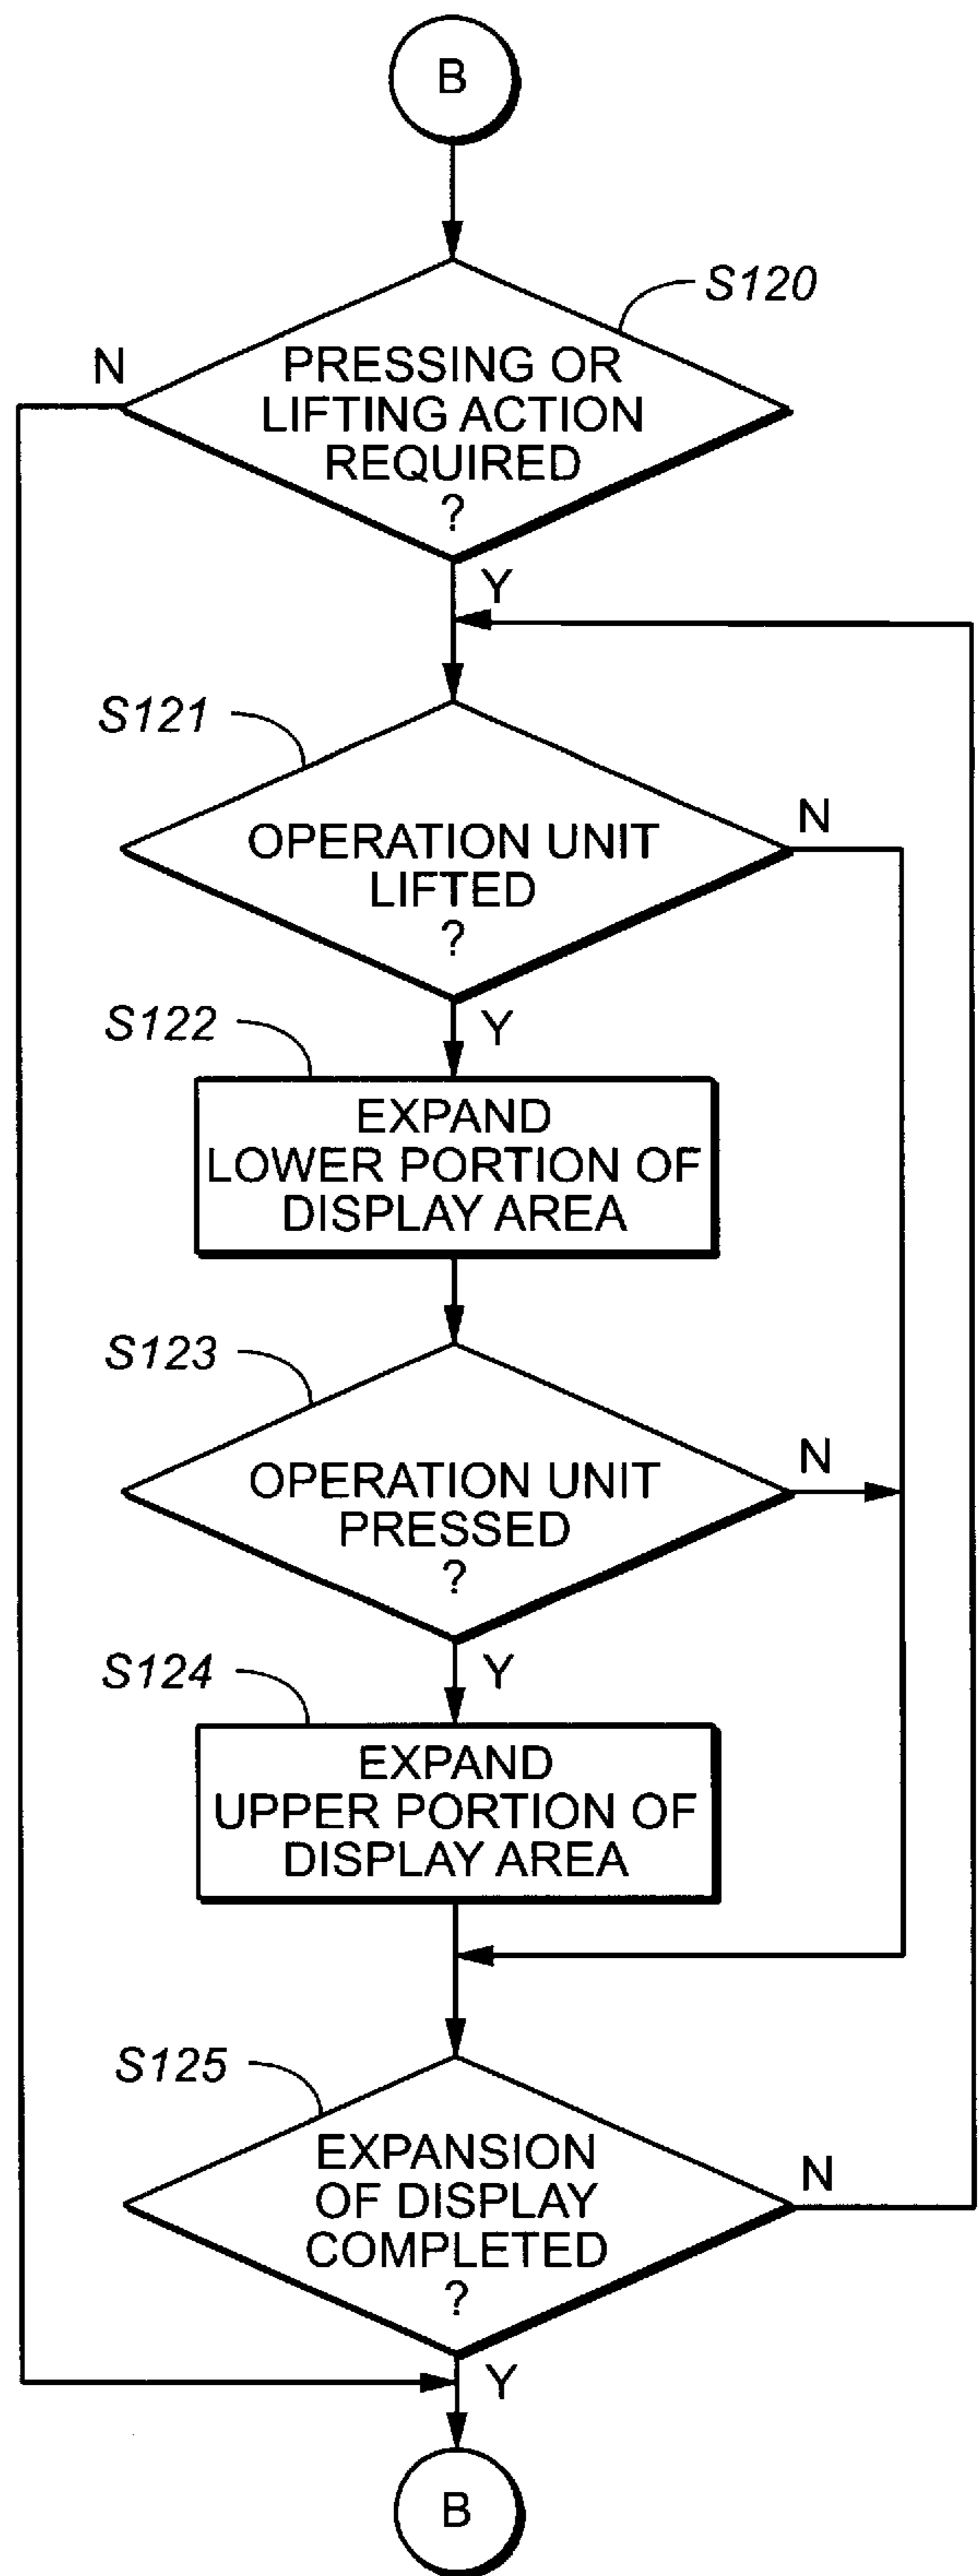 B
S120
N
PRESSING OR
LIFTING ACTION
REQUIRED
?
Y
S121
N
OPERATION UNIT
LIFTED
?
Y
S122
EXPAND
LOWER PORTION OF
DISPLAY AREA
S123
N
OPERATION UNIT
PRESSED
?
Y
S124
EXPAND
UPPER PORTION OF
DISPLAY AREA
S125
N
EXPANSION
OF DISPLAY
COMPLETED
?
Y
B